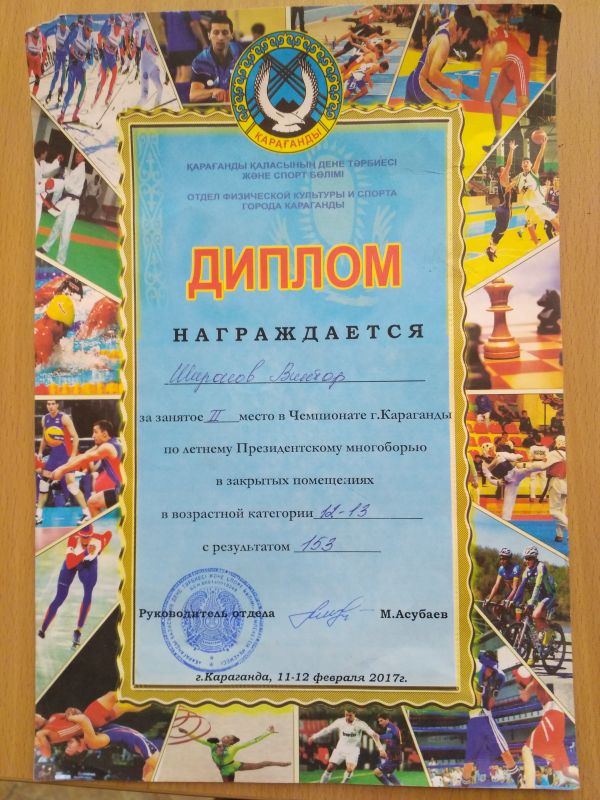 ҚАРАҒАНДЫ
ҚАРАҒАНДЫ ҚАЛАСЫНЫҢ ДЕНЕ ТӘРБИЕСІ
ЖӘНЕ СПОРТ БӨЛІМІ
ОТДЕЛ ФИЗИЧЕСКОЙ КУЛЬТУРЫ И СПОРТА
ГОРОДА КАРАГАНДЫ
ДИПЛОМ
НАГРАЖДАЕТСЯ
Виктор
за занятое II место в Чемпионате г.Караганды
по летнему Президентскому многоборью
в закрытых помещелиях
в возрастной категории 12-13
с результатом 153
Руководитель отдела М.Асубаев
г.Караганда, 11-12 февраля 2017г.